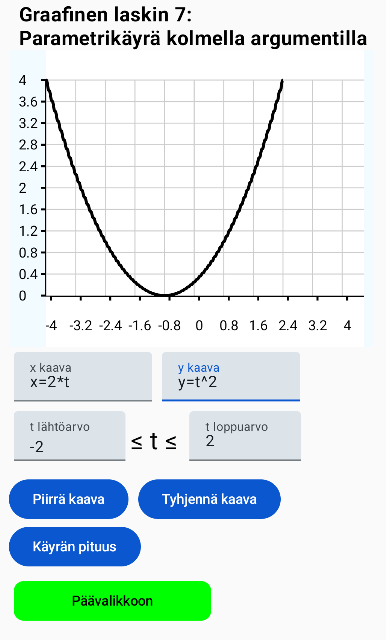 Graafinen laskin 7:
Parametrikäyrä kolmella argumentilla
4
3.6
3.2
2.8
2.4
2
1.6
1.2
0.8
0.4
0
-4 -3.2 -2.4 -1.6 -0.8 0 0.8 1.6 2.4 3.2 4
x kaava y kaava
x=2*t y=t^2
t lähtöarvo t loppuarvo
-2 ≤ t ≤ 2
Piirrä kaava Tyhjennä kaava
Käyrän pituus
Päävalikkoon